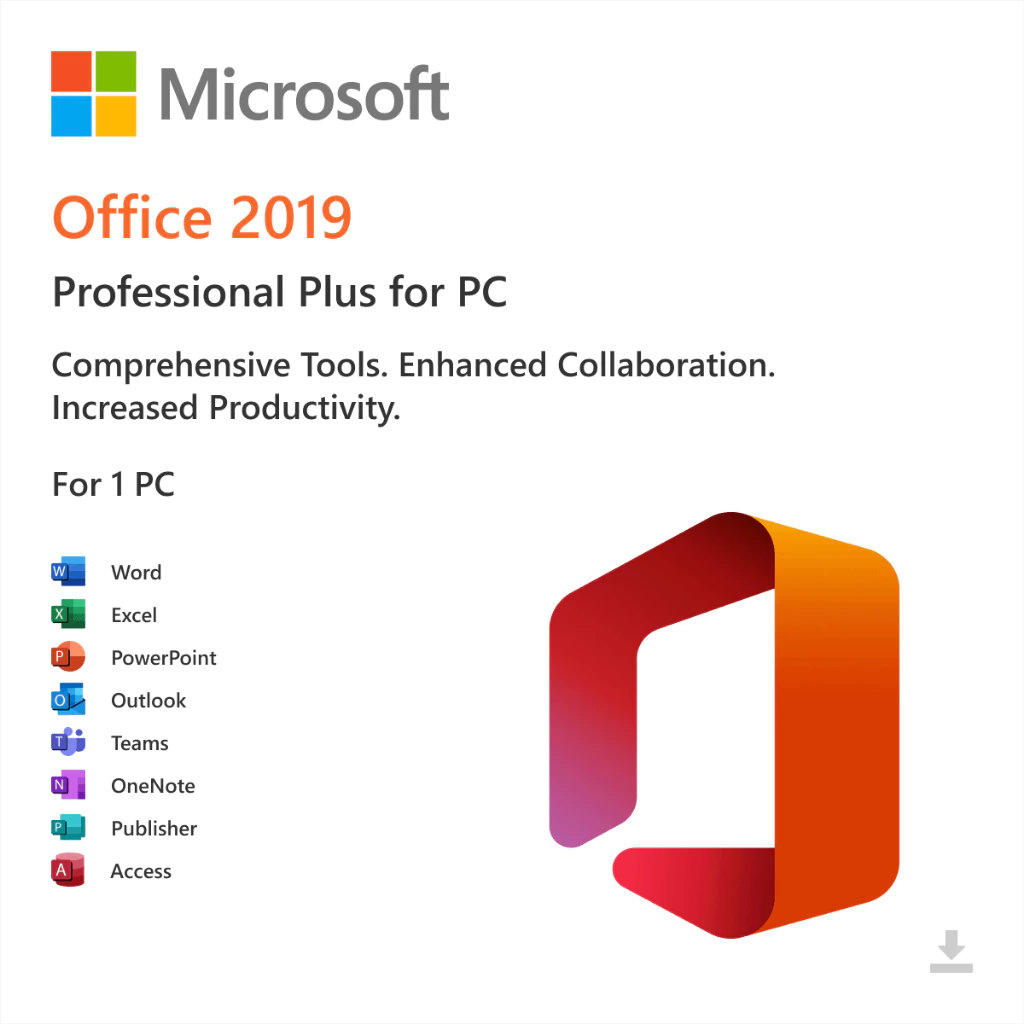 Microsoft
Office 2019
Professional Plus for PC
Comprehensive Tools. Enhanced Collaboration.
Increased Productivity.
For 1 PC
W Word
X Excel
P PowerPoint
O Outlook
T Teams
N OneNote
P Publisher
A Access